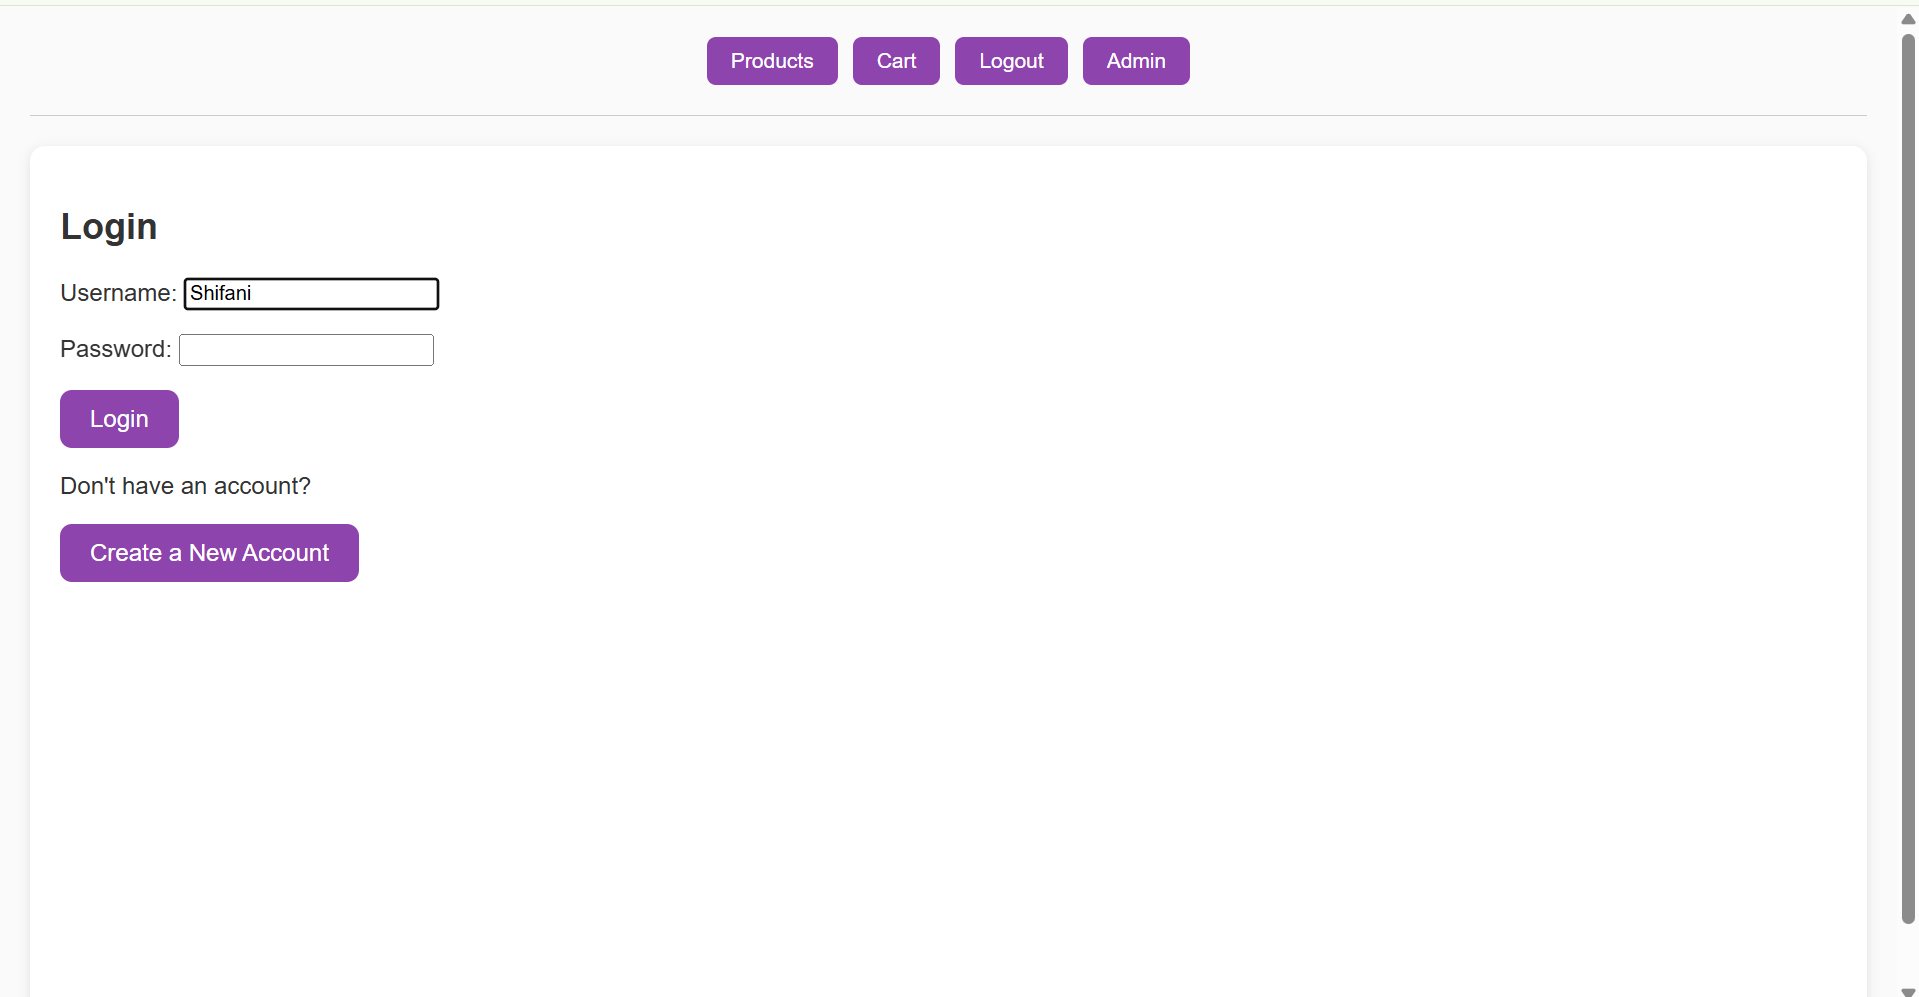 Products Cart Logout Admin
Login
Username: Shifani
Password:
Login
Don't have an account?
Create a New Account